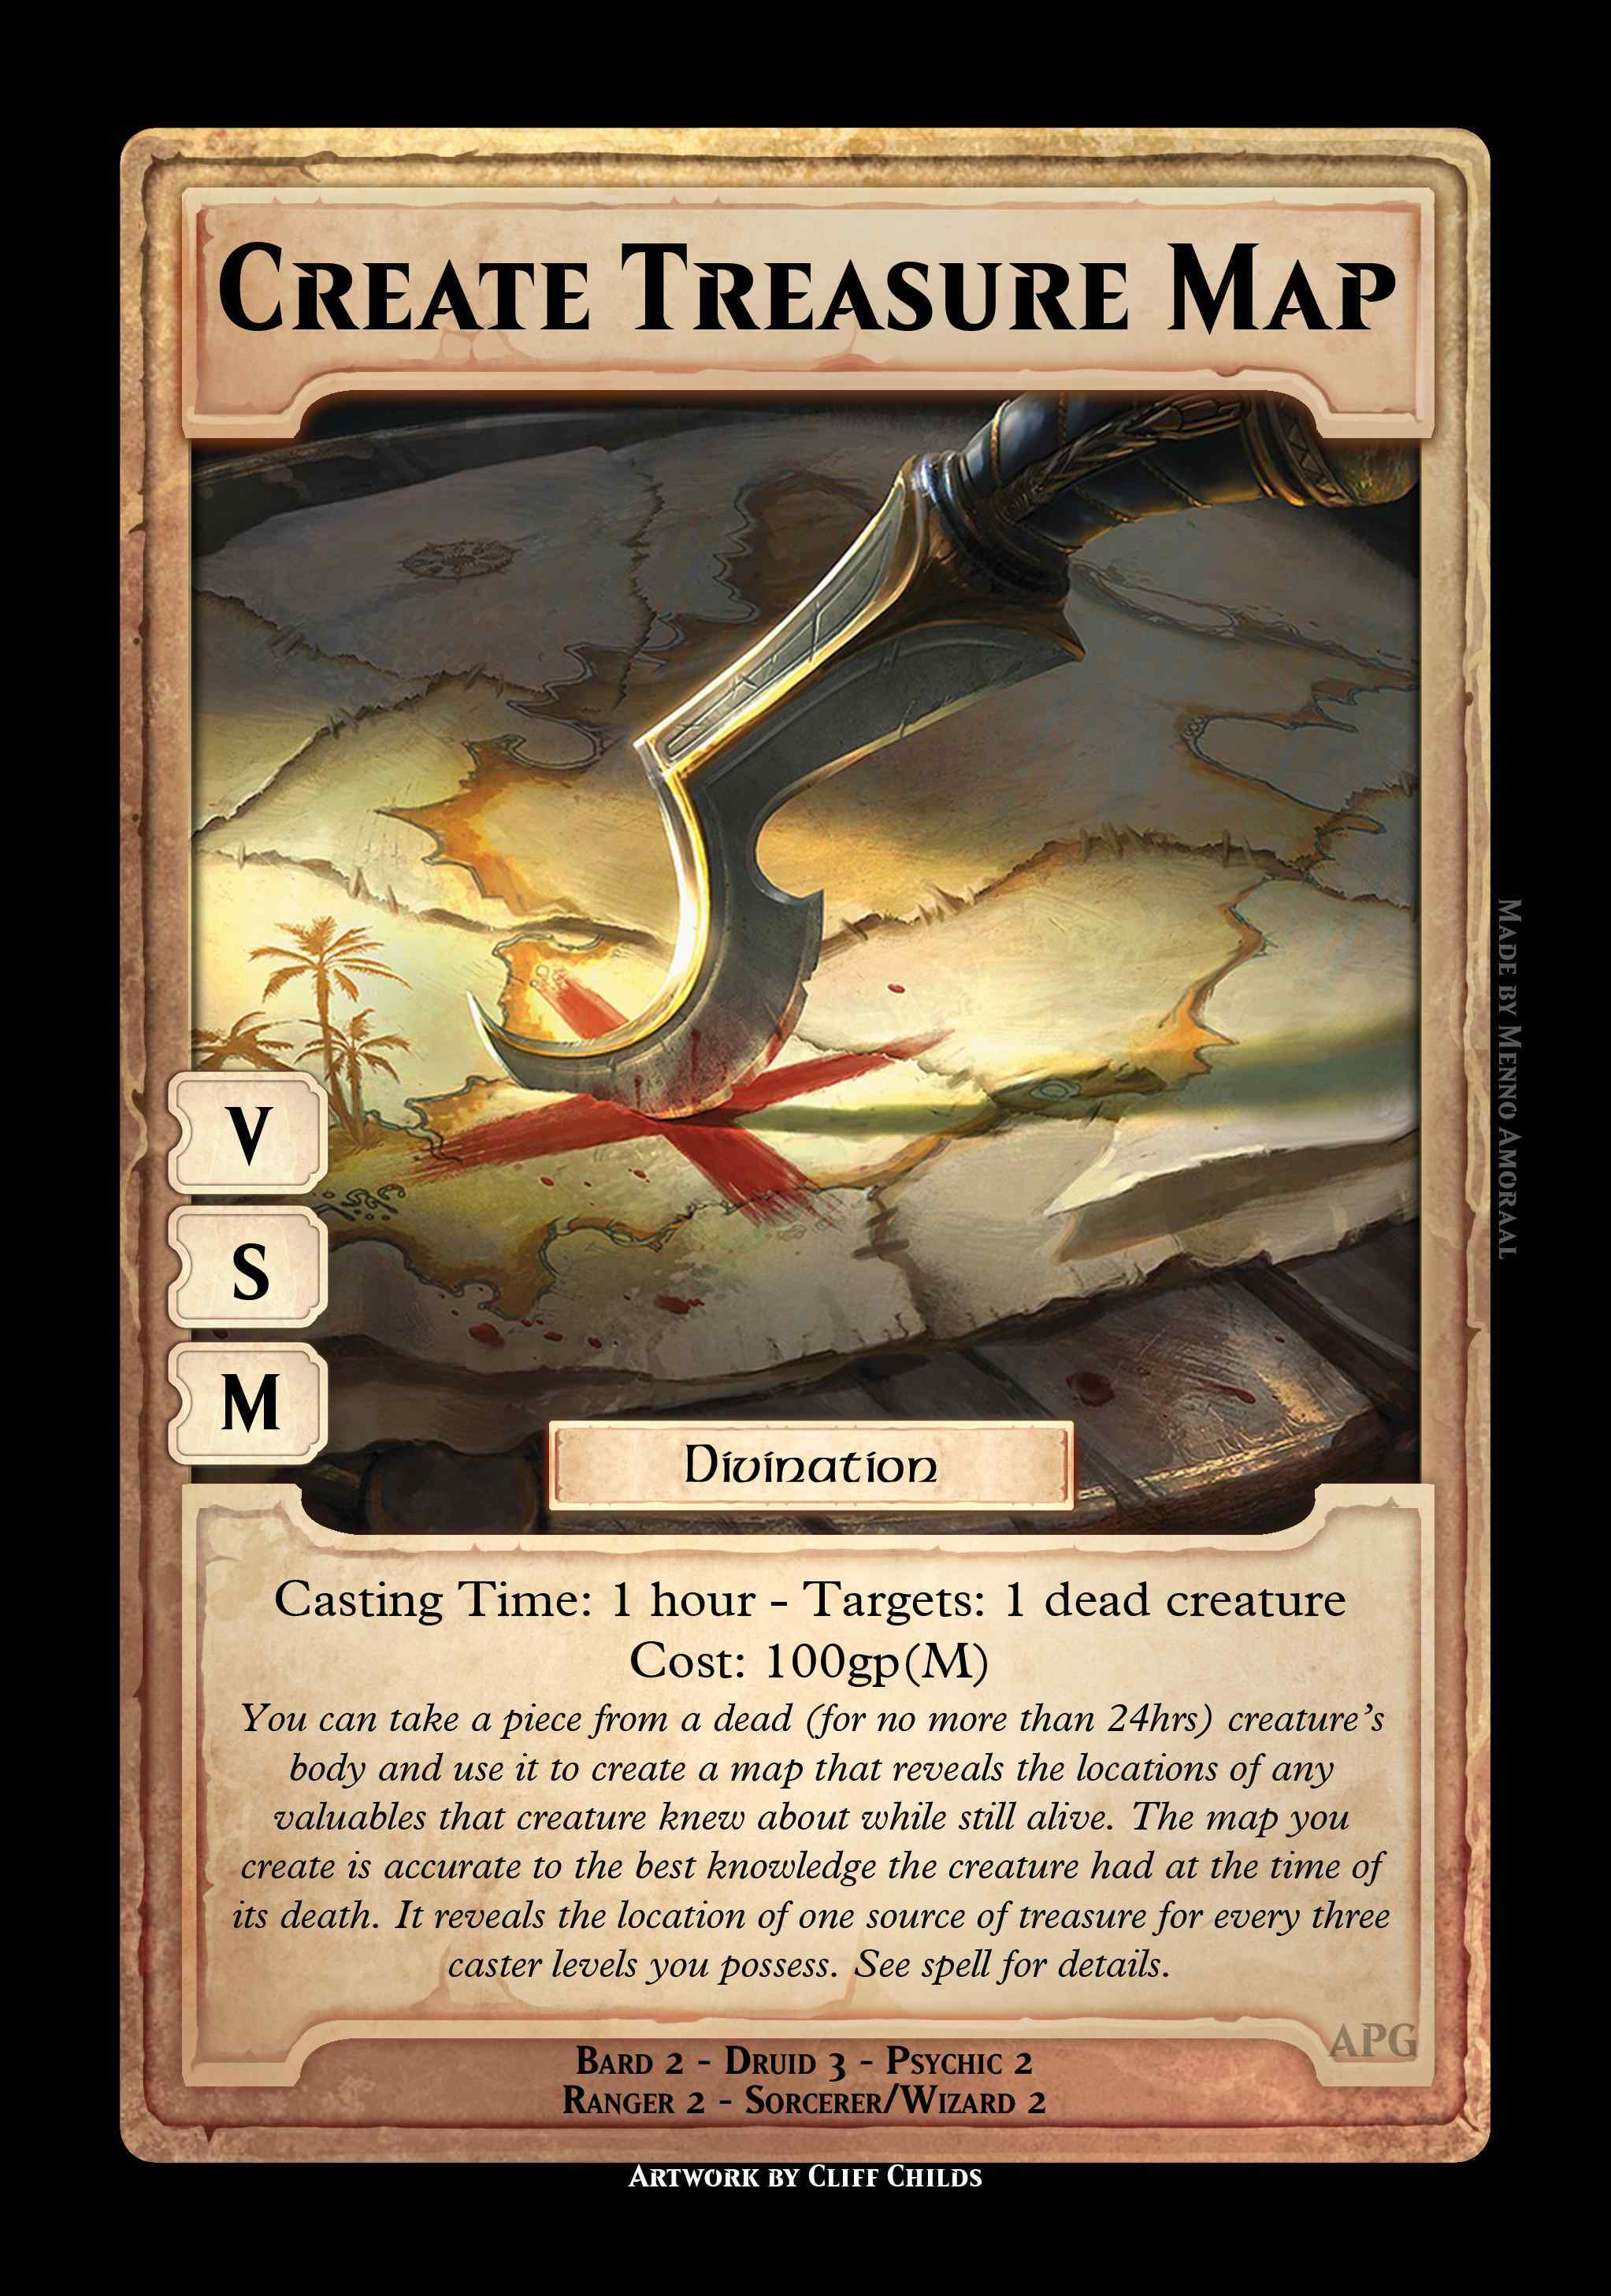 Create Treasure Map
V
S
M
Divination
Casting Time: 1 hour - Targets: 1 dead creature
Cost: 100gp(M)
You can take a piece from a dead (for no more than 24hrs) creature's
body and use it to create a map that reveals the locations of any
valuables that creature knew about while still alive. The map you
create is accurate to the best knowledge the creature had at the time of
its death. It reveals the location of one source of treasure for every three
caster levels you possess. See spell for details.
APG
Bard 2 - Druid 3 - Psychic 2
Ranger 2 - Sorcerer/Wizard 2
Artwork by Cliff Childs
Made by Menno Amoraal